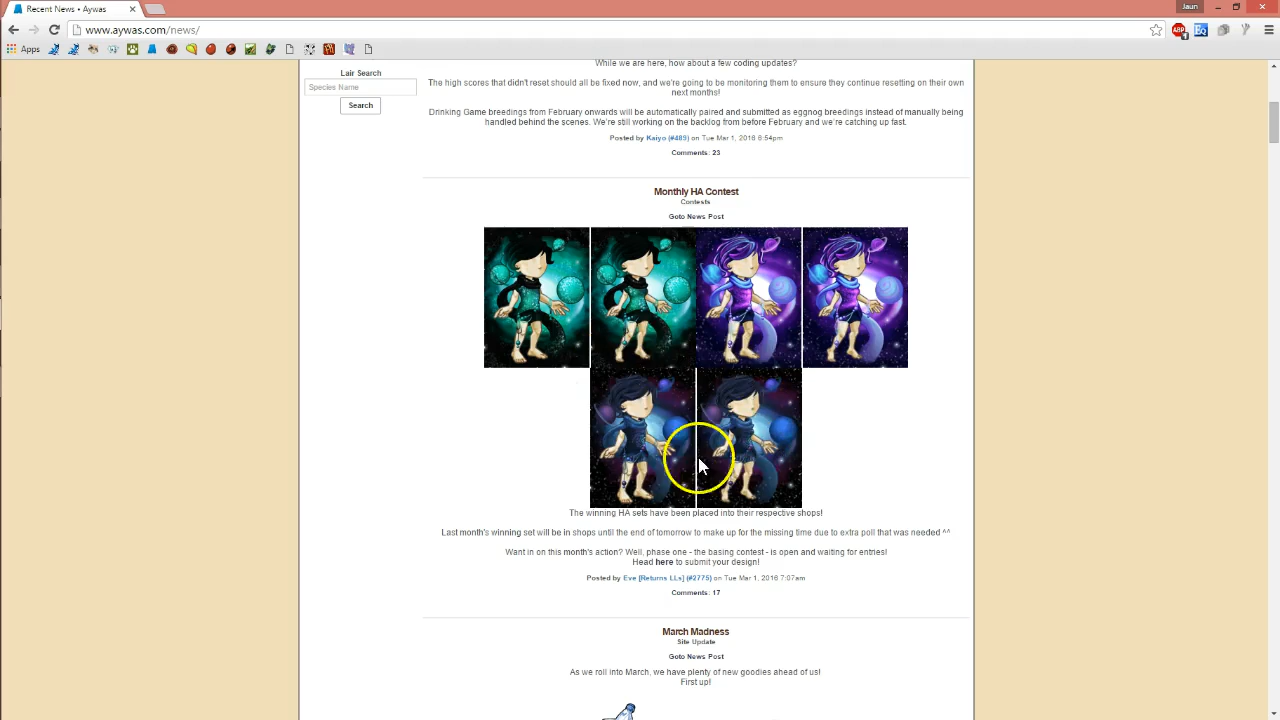 Recent News • Aywas
Jaun
www.aywas.com/news/
Apps
ABP
1
EQ
Lair Search
Species Name
Search
While we are here, how about a few coding updates?
The high scores that didn't reset should all be fixed now, and we're going to be monitoring them to ensure they continue resetting on their own
next months!
Drinking Game breedings from February onwards will be automatically paired and submitted as eggnog breedings instead of manually being
handled behind the scenes. We're still working on the backlog from before February and we're catching up fast.
Posted by Kaiyo (#489) on Tue Mar 1, 2016 6:54pm
Comments: 23
Monthly HA Contest
Contests
Goto News Post
The winning HA sets have been placed into their respective shops!
Last month's winning set will be in shops until the end of tomorrow to make up for the missing time due to extra poll that was needed ^^
Want in on this month's action? Well, phase one - the basing contest - is open and waiting for entries!
Head here to submit your design!
Posted by Eve [Returns LLs] (#2775) on Tue Mar 1, 2016 7:07am
Comments: 17
March Madness
Site Update
Goto News Post
As we roll into March, we have plenty of new goodies ahead of us!
First up!